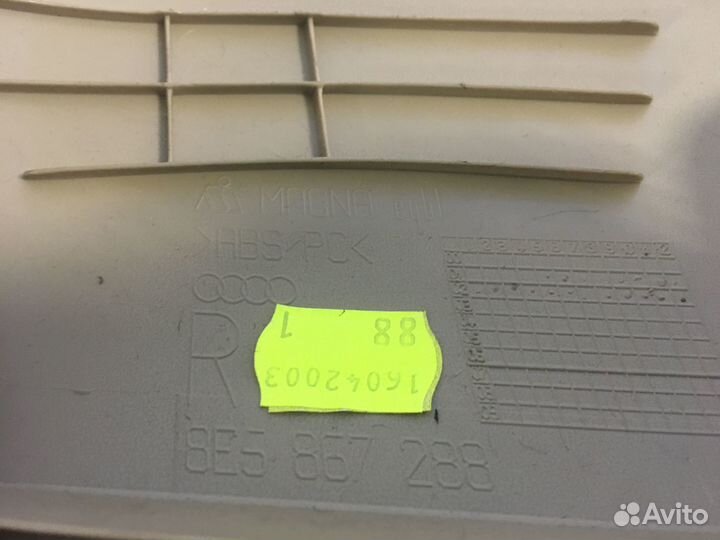 MAGNA
>ABS/PC<
R
88 1
16042003
8E5 867 288
Avito